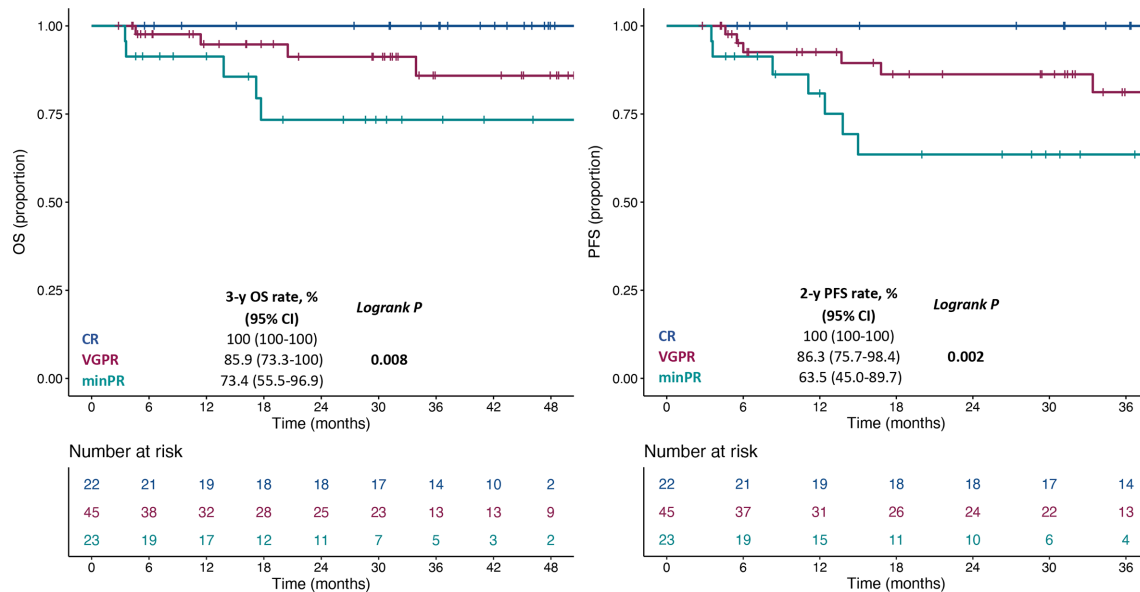 1.00
0.75
0.50
0.25
0.00
OS (proportion)
3-y OS rate, %
(95% CI)
Logrank P
CR 100 (100-100)
VGPR 85.9 (73.3-100) 0.008
minPR 73.4 (55.5-96.9)
0 6 12 18 24 30 36 42 48
Time (months)
Number at risk
22 21 19 18 18 17 14 10 2
45 38 32 28 25 23 13 13 9
23 19 17 12 11 7 5 3 2
0 6 12 18 24 30 36 42 48
Time (months)
1.00
0.75
0.50
0.25
0.00
PFS (proportion)
2-y PFS rate, %
(95% CI)
Logrank P
CR 100 (100-100)
VGPR 86.3 (75.7-98.4) 0.002
minPR 63.5 (45.0-89.7)
0 6 12 18 24 30 36
Time (months)
Number at risk
22 21 19 18 18 17 14
45 37 31 26 24 22 13
23 19 15 11 10 6 4
0 6 12 18 24 30 36
Time (months)